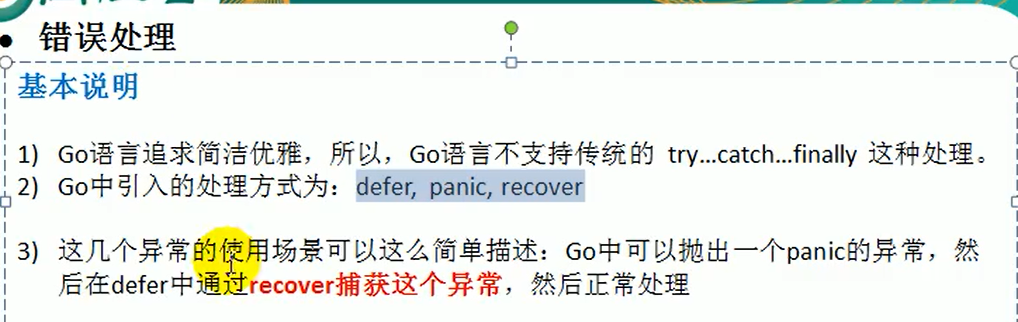 • 错误处理
基本说明
1) Go语言追求简洁优雅，所以，Go语言不支持传统的 try…catch…finally 这种处理。
2) Go中引入的处理方式为：defer, panic, recover
3) 这几个异常的使用场景可以这么简单描述：Go中可以抛出一个panic的异常，然
后在defer中通过recover捕获这个异常，然后正常处理